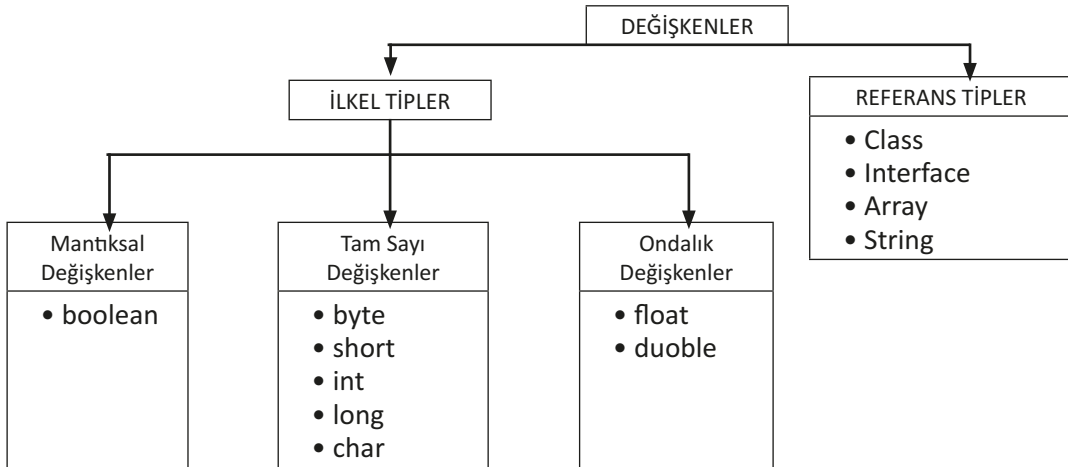 DEĞİŞKENLER
İLKEL TİPLER
REFERANS TİPLER
• Class
• Interface
• Array
• String
Mantıksal
Değişkenler
• boolean
Tam Sayı
Değişkenler
• byte
• short
• int
• long
• char
Ondalık
Değişkenler
• float
• duoble